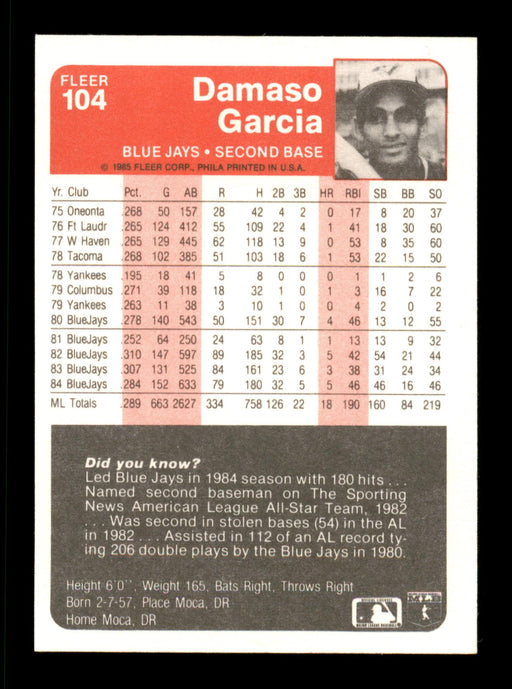 FLEER
104
Damaso
Garcia
BLUE JAYS • SECOND BASE
© 1985 FLEER CORP., PHILA PRINTED IN U.S.A.
Yr. Club Pct. G AB R H 2B 3B HR RBI SB BB SO
75 Oneonta .268 50 157 28 42 4 2 0 17 8 20 37
76 Ft Laudr .265 124 412 55 109 22 4 1 41 18 30 60
77 W Haven .265 129 445 62 118 13 9 0 53 8 35 60
78 Tacoma .268 102 385 51 103 18 6 1 53 22 15 50
78 Yankees .195 18 41 5 8 0 0 0 1 1 2 6
79 Columbus .271 39 118 18 32 1 0 1 3 16 7 22
79 Yankees .263 11 38 3 10 1 0 0 4 2 0 2
80 BlueJays .278 140 543 50 151 30 7 4 46 13 12 55
81 BlueJays .252 64 250 24 63 8 1 1 13 13 9 32
82 BlueJays .310 147 597 89 185 32 3 5 42 54 21 44
83 BlueJays .307 131 525 84 161 23 6 3 38 31 24 34
84 BlueJays .284 152 633 79 180 32 5 5 46 46 16 46
ML Totals .289 663 2627 334 758 126 22 18 190 160 84 219
Did you know?
Led Blue Jays in 1984 season with 180 hits . . .
Named second baseman on The Sporting
News American League All-Star Team, 1982
. . . Was second in stolen bases (54) in the AL
in 1982 . . . Assisted in 112 of an AL record ty-
ing 206 double plays by the Blue Jays in 1980.
Height 6'0'', Weight 165, Bats Right, Throws Right
Born 2-7-57, Place Moca, DR
Home Moca, DR